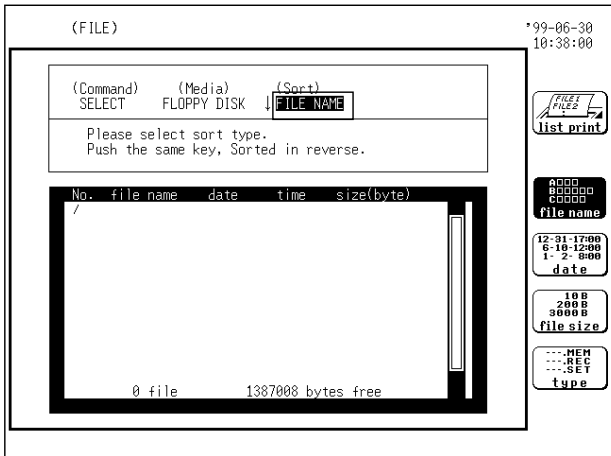 (FILE)
'99-06-30
10:38:00
(Command) (Media) (Sort)
SELECT FLOPPY DISK ↓FILE NAME
Please select sort type.
Push the same key, Sorted in reverse.
No. file name date time size(byte)
/
0 file 1387008 bytes free
FILE1
FILE2
list print
A□□□
B□□□□□
C□□□□
file name
12-31-17:00
6-10-12:00
1- 2- 8:00
date
10B
200B
3000B
file size
---.MEM
---.REC
---.SET
type